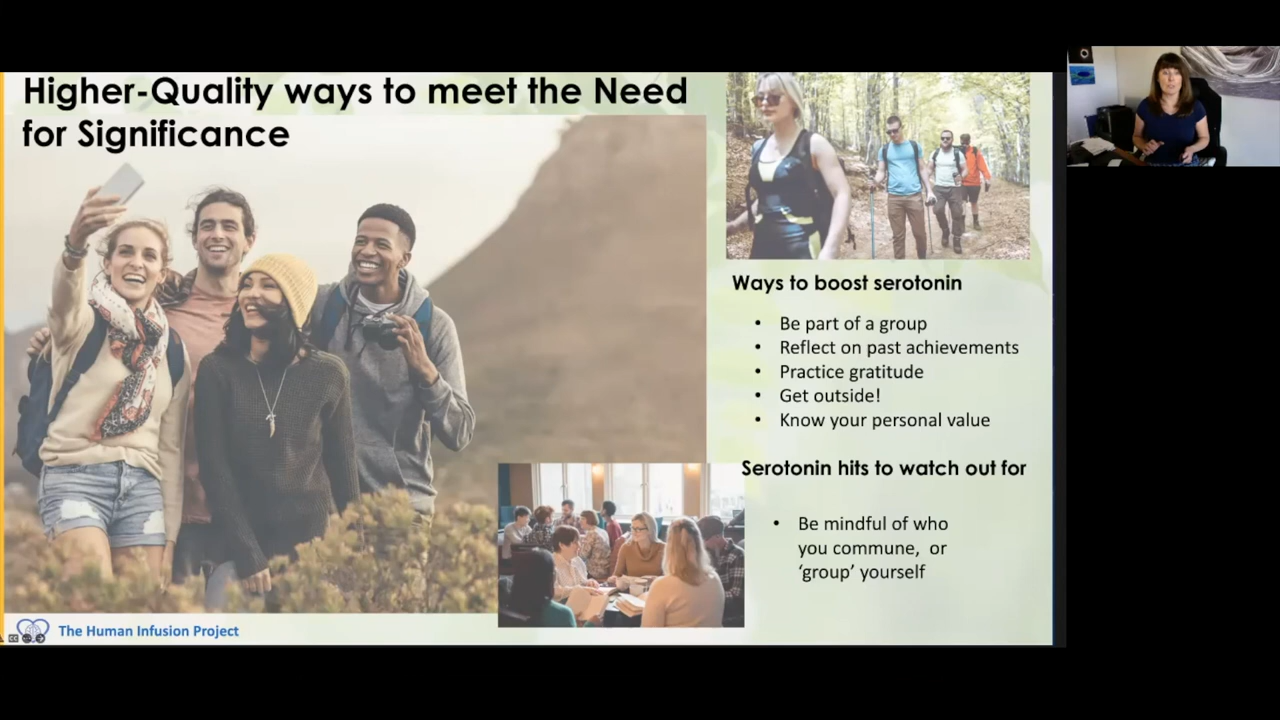 Higher-Quality ways to meet the Need
for Significance
Ways to boost serotonin
• Be part of a group
• Reflect on past achievements
• Practice gratitude
• Get outside!
• Know your personal value
Serotonin hits to watch out for
• Be mindful of who
you commune, or
‘group’ yourself
The Human Infusion Project